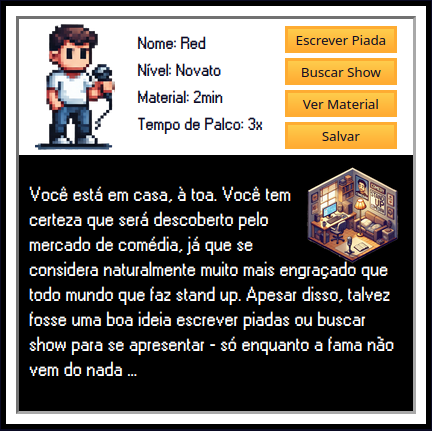 Nome: Red
Nível: Novato
Material: 2min
Tempo de Palco: 3x
Escrever Piada
Buscar Show
Ver Material
Salvar
Você está em casa, à toa. Você tem
certeza que será descoberto pelo
mercado de comédia, já que se
considera naturalmente muito mais engraçado que
todo mundo que faz stand up. Apesar disso, talvez
fosse uma boa ideia escrever piadas ou buscar
show para se apresentar - só enquanto a fama não
vem do nada ...